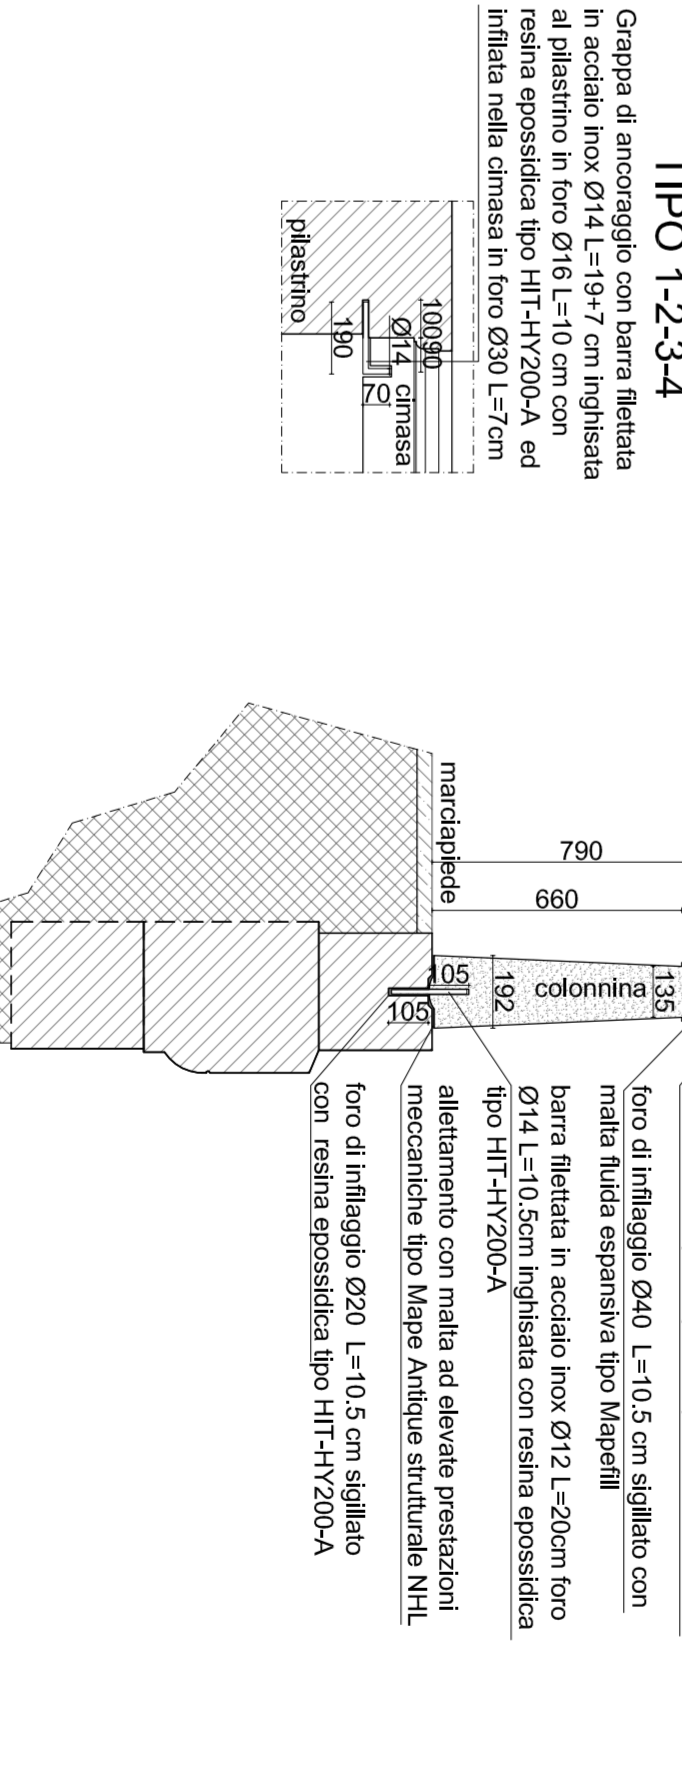 TIPO 1-2-3-4
Grappa di ancoraggio con barra filettata
in acciaio inox Ø14 L=19+7 cm inghisata
al pilastrino in foro Ø16 L=10 cm con
resina epossidica tipo HIT-HY200-A ed
infilata nella cimasa in foro Ø30 L=7cm
10090
Ø14
cimasa
70
190
pilastrino
790
660
135
colonnina
192
105
105
marciapiede
foro di infilaggio Ø40 L=10.5 cm sigillato con
malta fluida espansiva tipo Mapefill
barra filettata in acciaio inox Ø12 L=20cm foro
Ø14 L=10.5cm inghisata con resina epossidica
tipo HIT-HY200-A
allettamento con malta ad elevate prestazioni
meccaniche tipo Mape Antique strutturale NHL
foro di infilaggio Ø20 L=10.5 cm sigillato
con resina epossidica tipo HIT-HY200-A